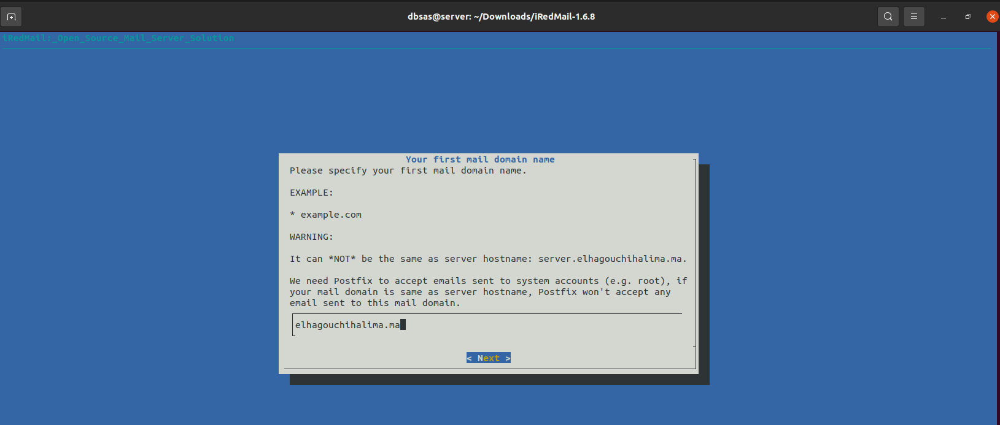 dbsas@server: ~/Downloads/iRedMail-1.6.8
iRedMail:_Open_Source_Mail_Server_Solution
Your first mail domain name
Please specify your first mail domain name.
EXAMPLE:
* example.com
WARNING:
It can *NOT* be the same as server hostname: server.elhagouchihalima.ma.
We need Postfix to accept emails sent to system accounts (e.g. root), if
your mail domain is same as server hostname, Postfix won't accept any
email sent to this mail domain.
elhagouchihalima.ma
< Next >